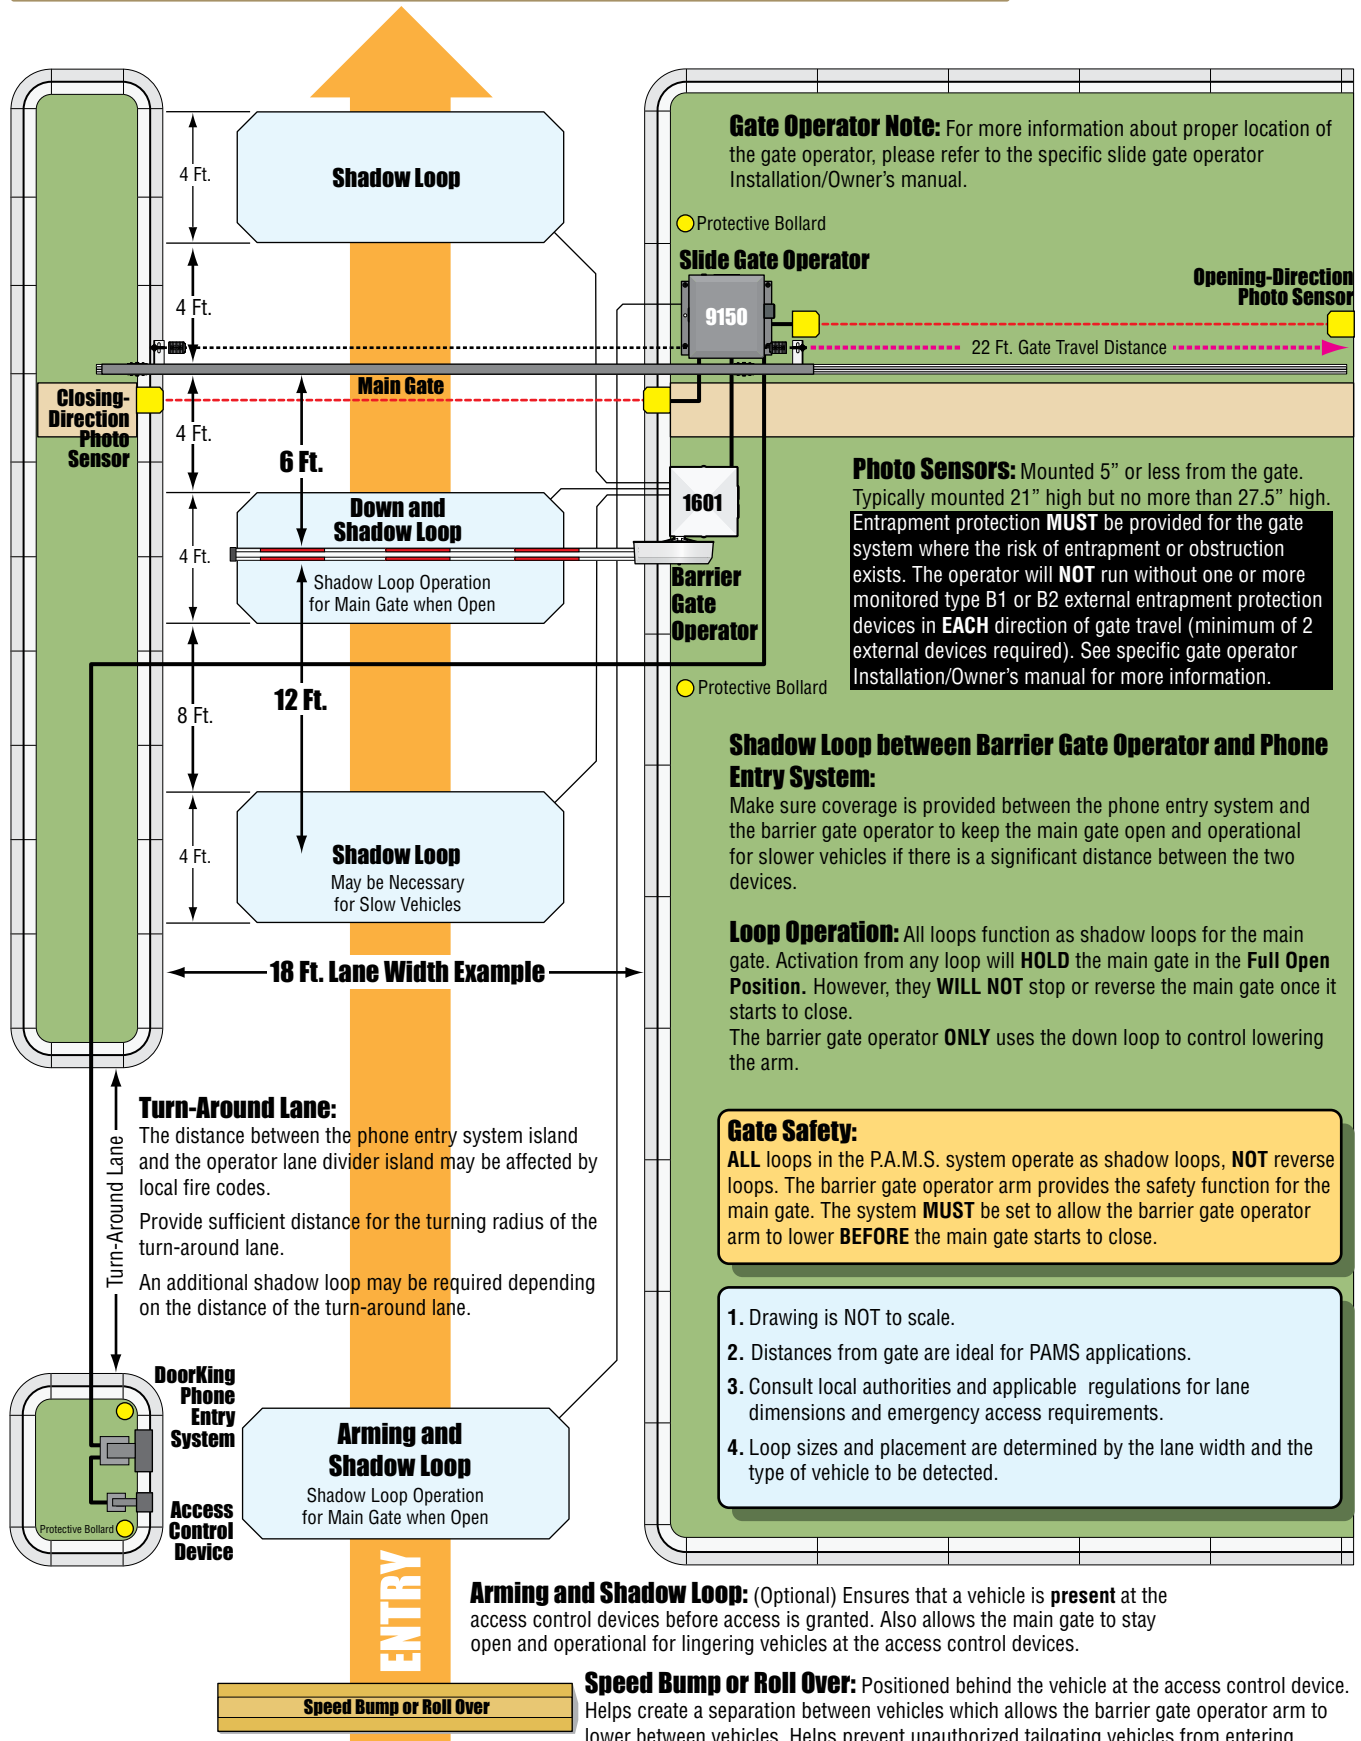 Gate Operator Note: For more information about proper location of
the gate operator, please refer to the specific slide gate operator
Installation/Owner's manual.
4 Ft.
Shadow Loop
Protective Bollard
Slide Gate Operator
Opening-Direction
Photo Sensor
4 Ft.
9150
22 Ft. Gate Travel Distance
Main Gate
Closing-
Direction
Photo
Sensor
4 Ft.
6 Ft.
Photo Sensors: Mounted 5” or less from the gate.
Typically mounted 21” high but no more than 27.5” high.
Entrapment protection MUST be provided for the gate
system where the risk of entrapment or obstruction
exists. The operator will NOT run without one or more
monitored type B1 or B2 external entrapment protection
devices in EACH direction of gate travel (minimum of 2
external devices required). See specific gate operator
Installation/Owner's manual for more information.
1601
Down and
Shadow Loop
4 Ft.
Shadow Loop Operation
for Main Gate when Open
Barrier
Gate
Operator
Protective Bollard
12 Ft.
8 Ft.
Shadow Loop between Barrier Gate Operator and Phone
Entry System:
Make sure coverage is provided between the phone entry system and
the barrier gate operator to keep the main gate open and operational
for slower vehicles if there is a significant distance between the two
devices.
4 Ft.
Shadow Loop
May be Necessary
for Slow Vehicles
Loop Operation: All loops function as shadow loops for the main
gate. Activation from any loop will HOLD the main gate in the Full Open
Position. However, they WILL NOT stop or reverse the main gate once it
starts to close.
The barrier gate operator ONLY uses the down loop to control lowering
the arm.
18 Ft. Lane Width Example
Turn-Around Lane
Turn-Around Lane:
The distance between the phone entry system island
and the operator lane divider island may be affected by
local fire codes.
Provide sufficient distance for the turning radius of the
turn-around lane.
An additional shadow loop may be required depending
on the distance of the turn-around lane.
Gate Safety:
ALL loops in the P.A.M.S. system operate as shadow loops, NOT reverse
loops. The barrier gate operator arm provides the safety function for the
main gate. The system MUST be set to allow the barrier gate operator
arm to lower BEFORE the main gate starts to close.
1. Drawing is NOT to scale.
2. Distances from gate are ideal for PAMS applications.
3. Consult local authorities and applicable regulations for lane
dimensions and emergency access requirements.
4. Loop sizes and placement are determined by the lane width and the
type of vehicle to be detected.
DoorKing
Phone
Entry
System
Access
Control
Device
Protective Bollard
Arming and
Shadow Loop
Shadow Loop Operation
for Main Gate when Open
ENTRY
Arming and Shadow Loop: (Optional) Ensures that a vehicle is present at the
access control devices before access is granted. Also allows the main gate to stay
open and operational for lingering vehicles at the access control devices.
Speed Bump or Roll Over
Speed Bump or Roll Over: Positioned behind the vehicle at the access control device.
Helps create a separation between vehicles which allows the barrier gate operator arm to
lower between vehicles. Helps prevent unauthorized tailgating vehicles from entering